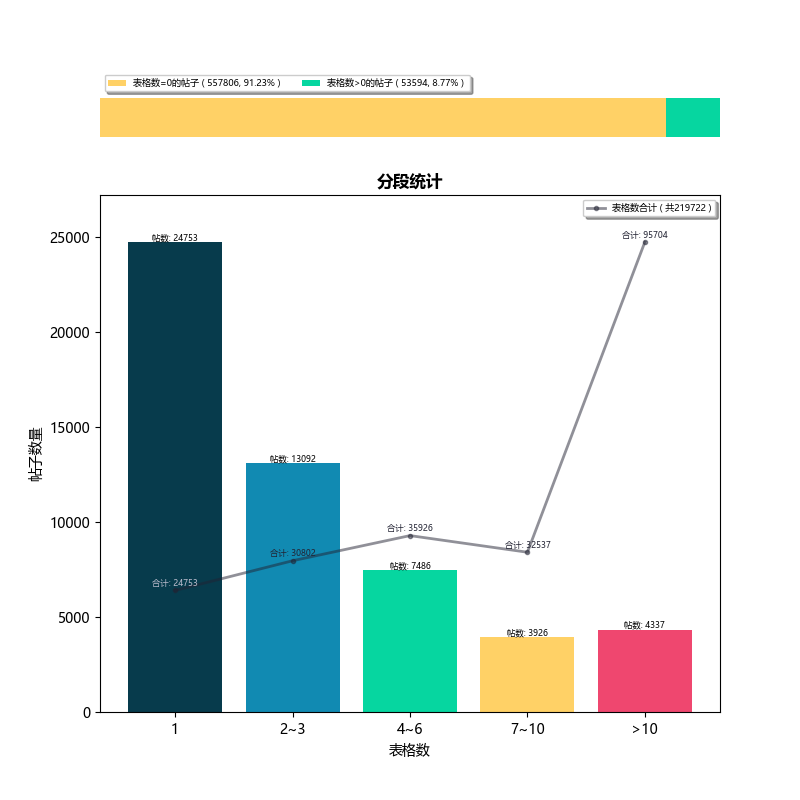 表格数=0的帖子 ( 557806, 91.23% ) 表格数>0的帖子 ( 53594, 8.77% )
分段统计
表格数合计 ( 共219722 )
合计: 95704
25000
帖数: 24753
20000
15000
帖子数量
帖数: 13092
10000
合计: 35926
合计: 32537
合计: 30802
帖数: 7486
合计: 24753
5000
帖数: 4337
帖数: 3926
0
1 2~3 4~6 7~10 >10
表格数